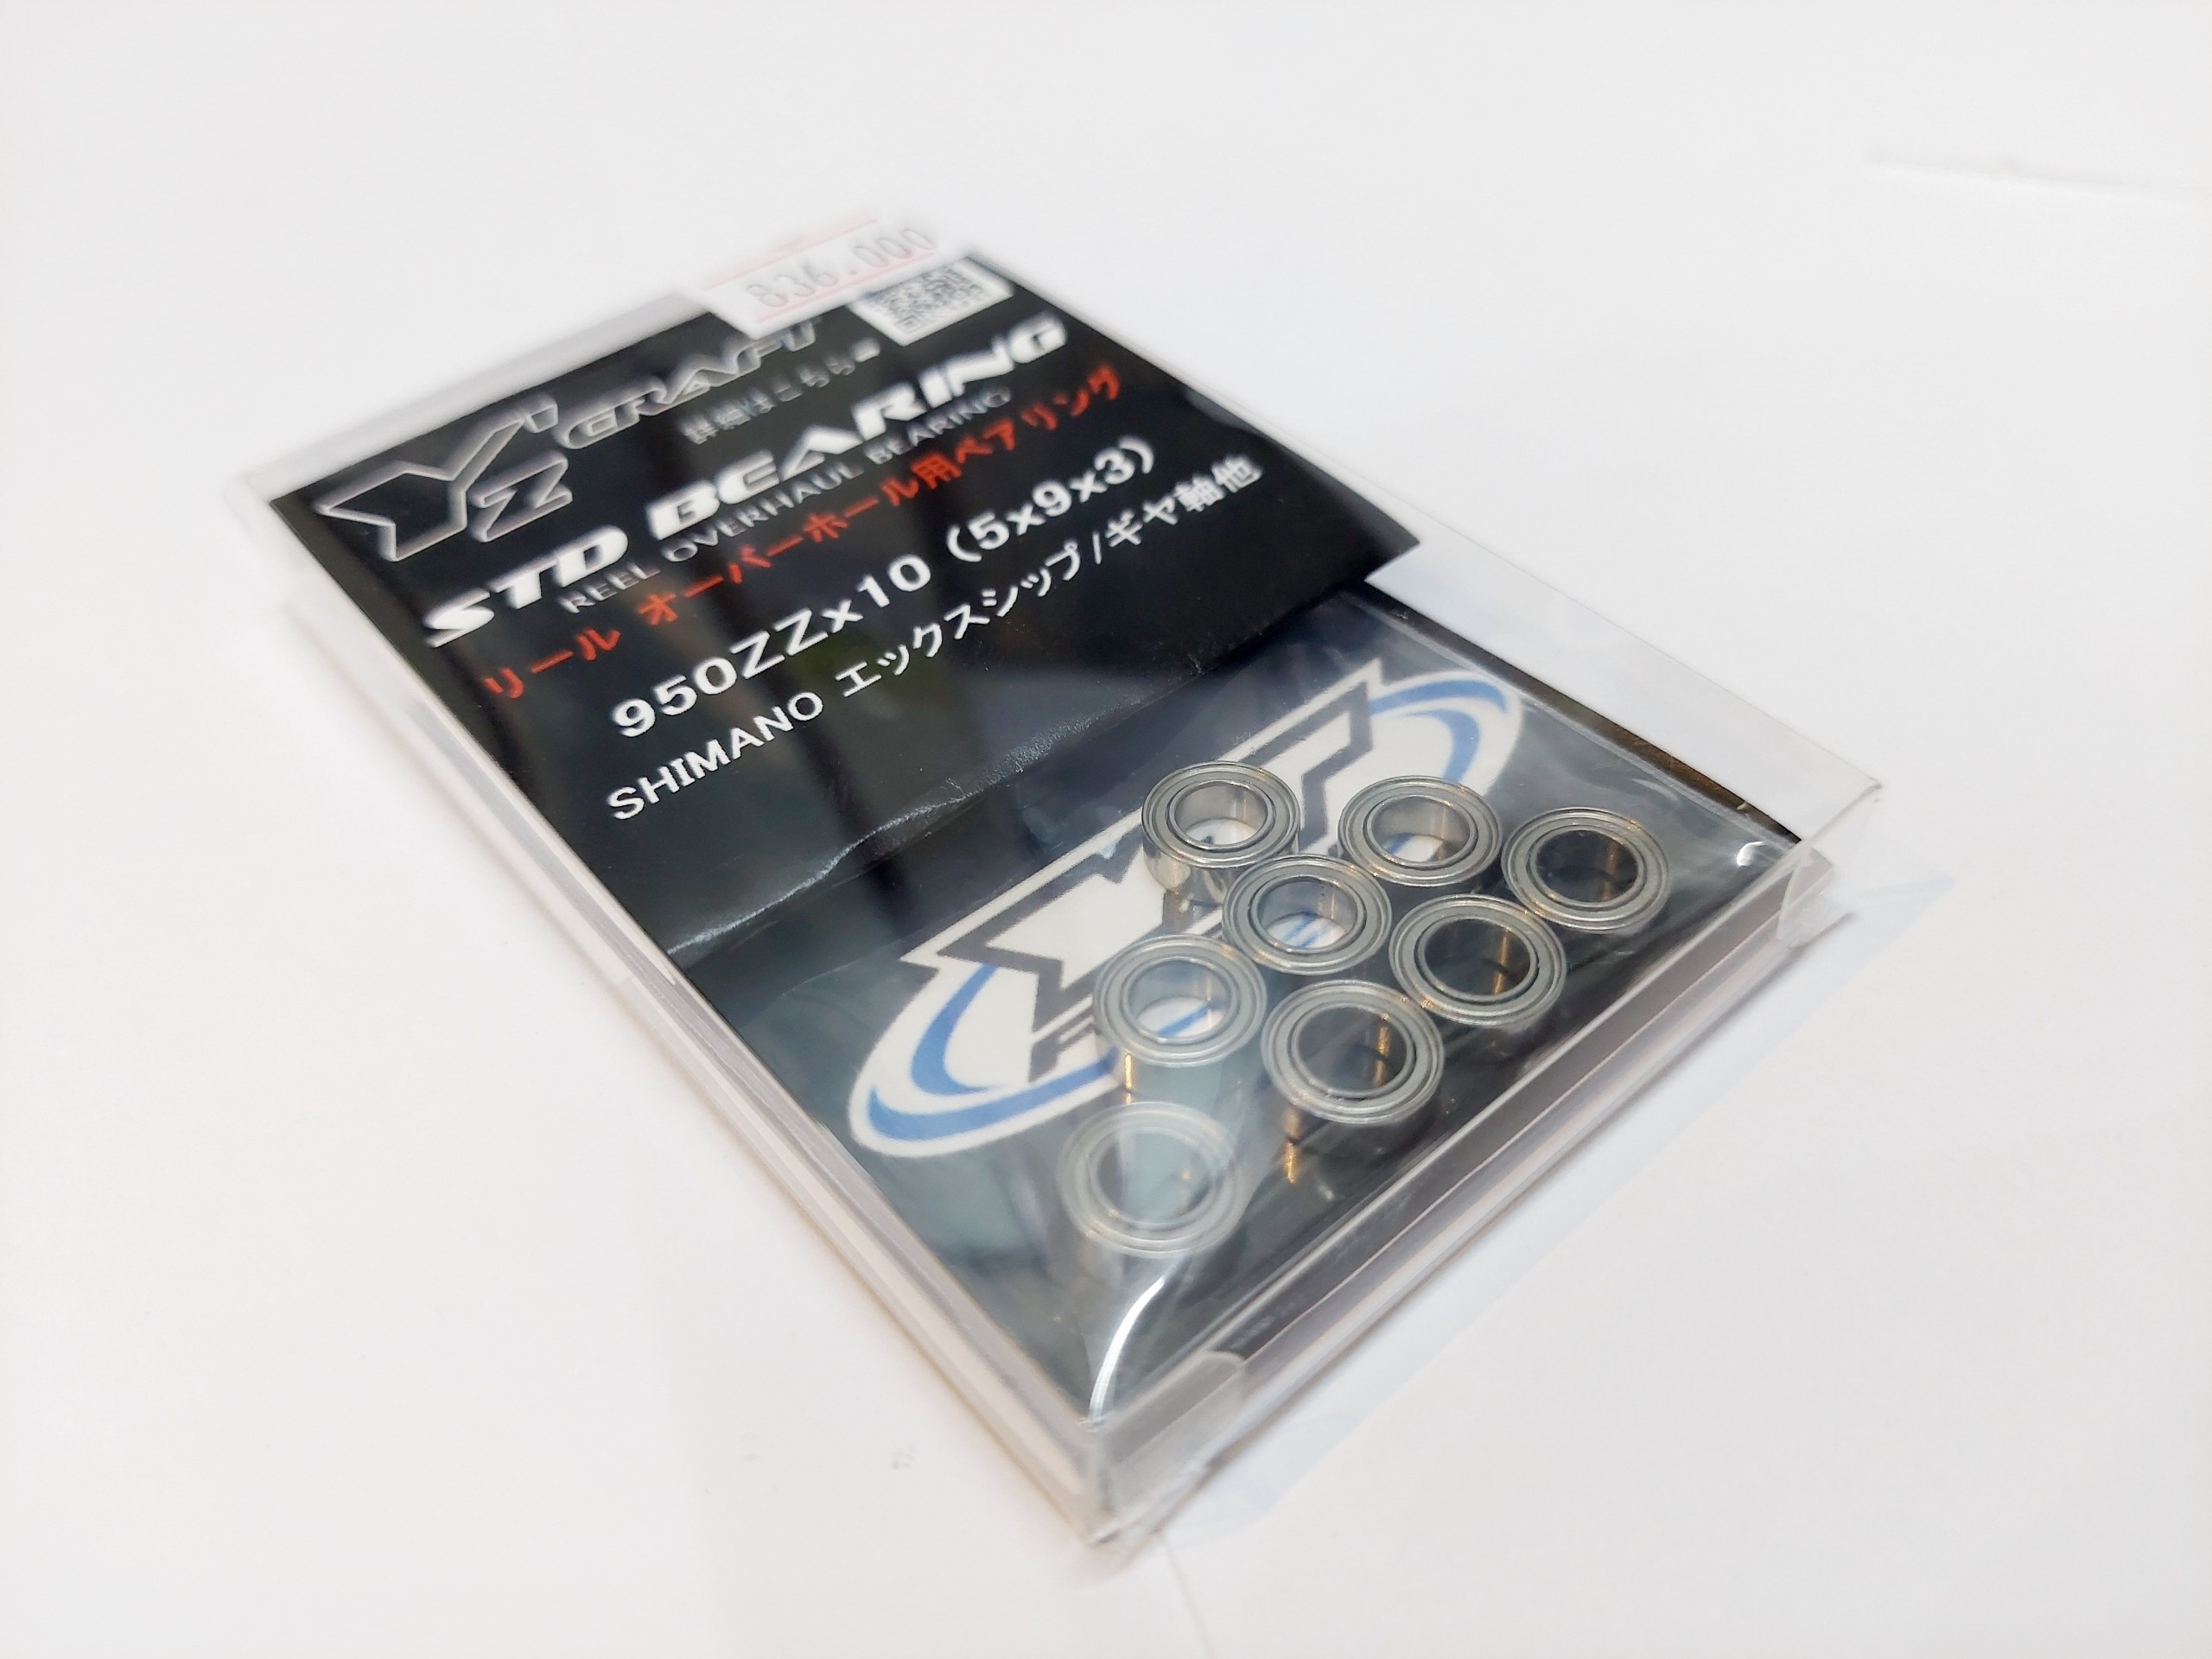 836.000
Y'z CRAFT
詳細はこちら➡
STD BEARING
REEL OVERHAUL BEARING
リール オーバーホール用ベアリング
950ZZx10（5x9x3）
SHIMANO エックスシップ/ギヤ軸他